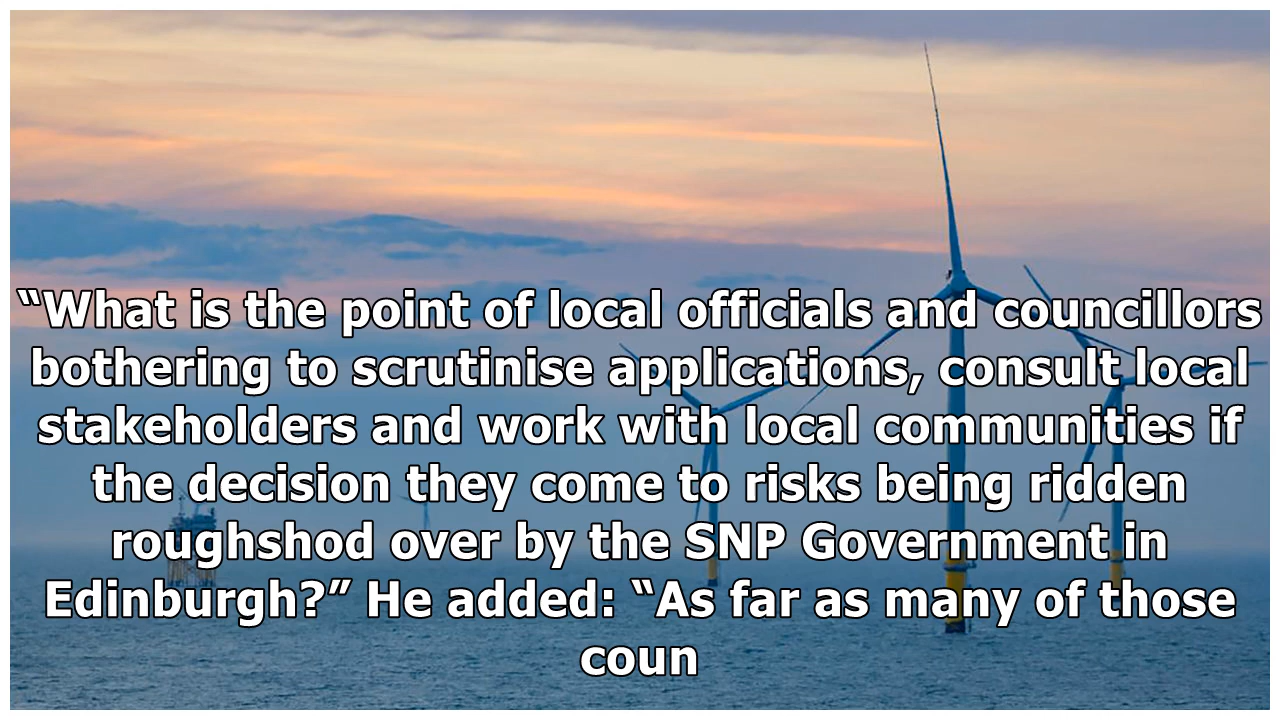 “What is the point of local officials and councillors
bothering to scrutinise applications, consult local
stakeholders and work with local communities if
the decision they come to risks being ridden
roughshod over by the SNP Government in
Edinburgh?” He added: “As far as many of those
coun